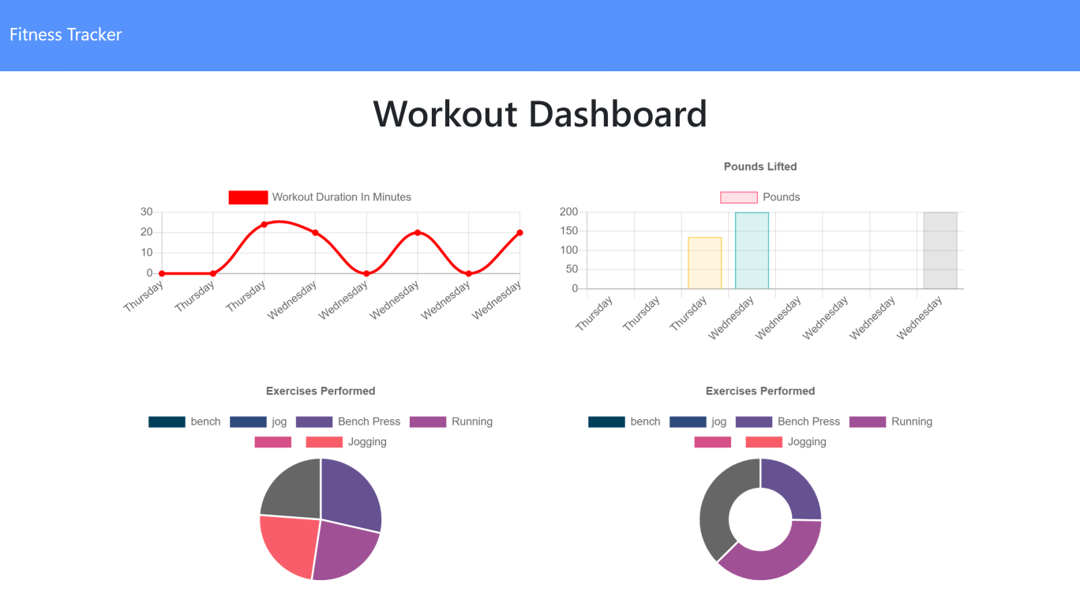 Fitness Tracker
Workout Dashboard
Workout Duration In Minutes
30
20
10
0
Thursday Thursday Thursday Wednesday Wednesday Wednesday Wednesday Wednesday
Pounds Lifted
Pounds
200
150
100
50
0
Thursday Thursday Thursday Wednesday Wednesday Wednesday Wednesday Wednesday
Exercises Performed
bench jog Bench Press Running
Jogging
Exercises Performed
bench jog Bench Press Running
Jogging